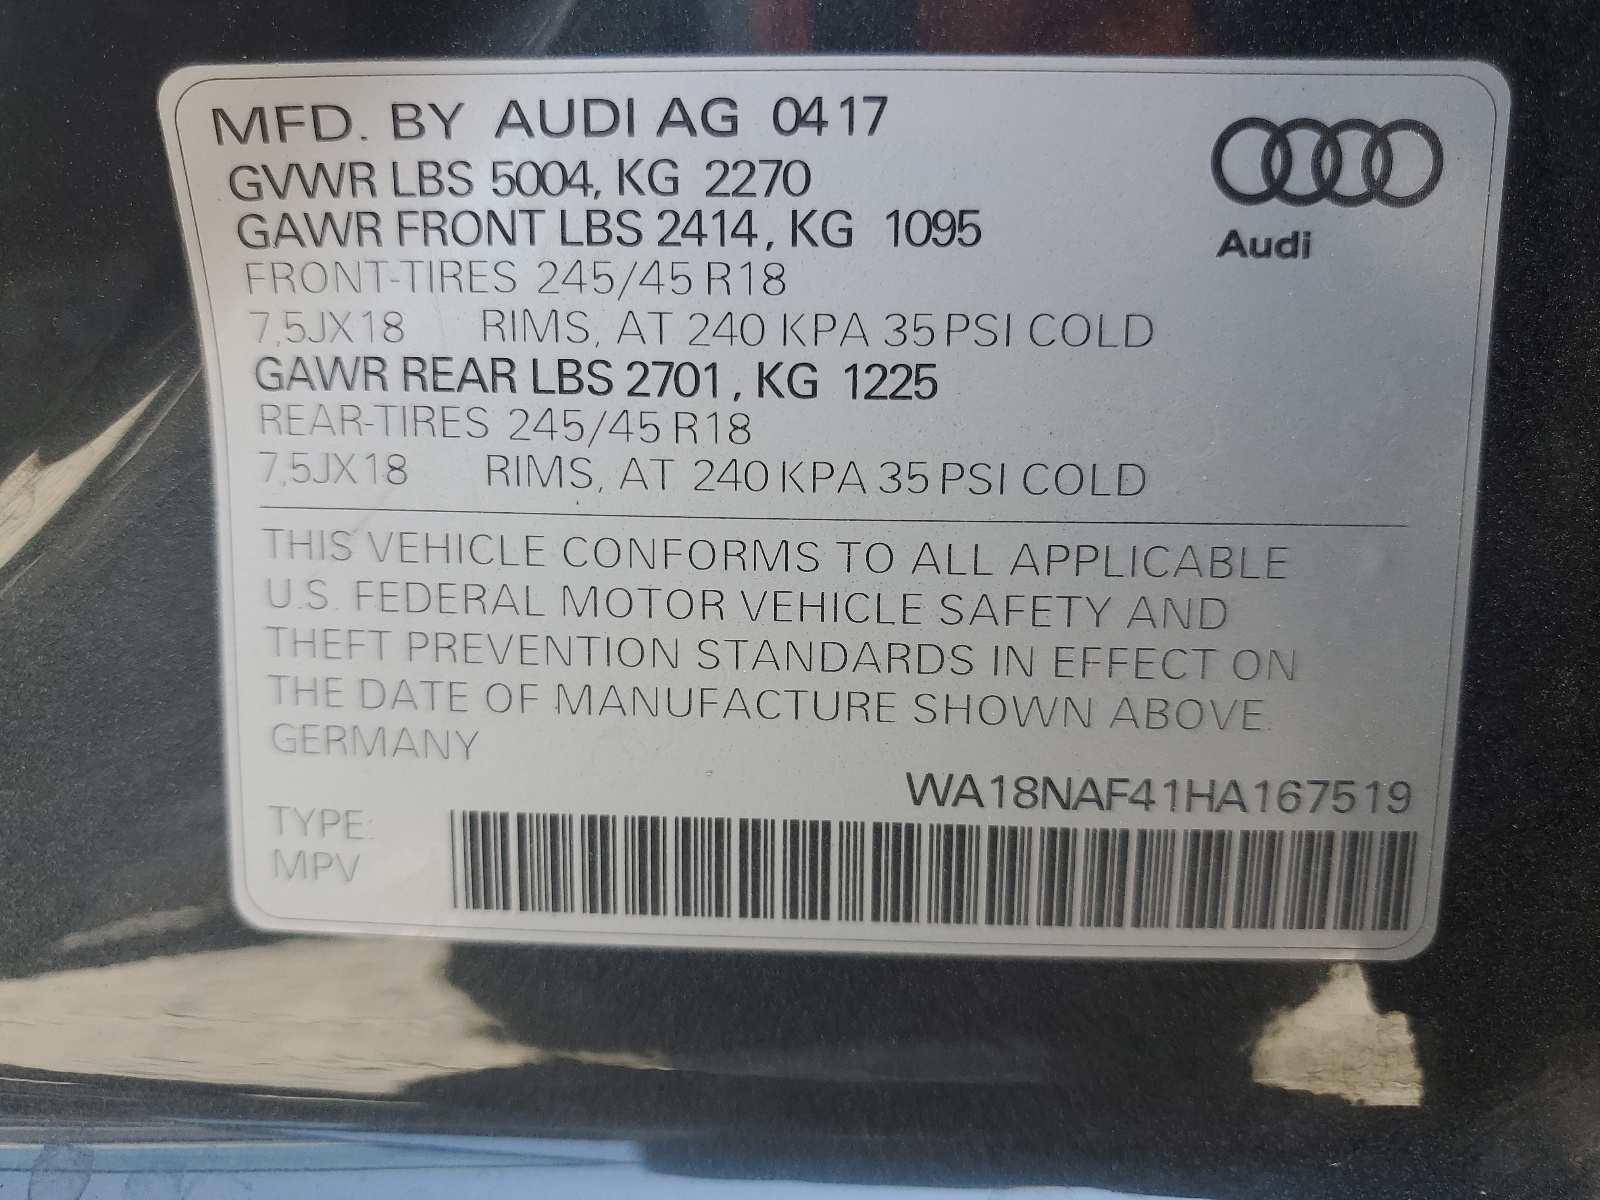 MFD. BY AUDI AG 04 17
GVWR LBS 5004, KG 2270
GAWR FRONT LBS 2414, KG 1095
Audi
FRONT-TIRES 245/45 R18
7,5JX18 RIMS, AT 240 KPA 35 PSI COLD
GAWR REAR LBS 2701, KG 1225
REAR-TIRES 245/45 R18
7,5JX18 RIMS, AT 240 KPA 35 PSI COLD
THIS VEHICLE CONFORMS TO ALL APPLICABLE
U.S. FEDERAL MOTOR VEHICLE SAFETY AND
THEFT PREVENTION STANDARDS IN EFFECT ON
THE DATE OF MANUFACTURE SHOWN ABOVE.
GERMANY
WA18NAF41HA167519
TYPE:
MPV